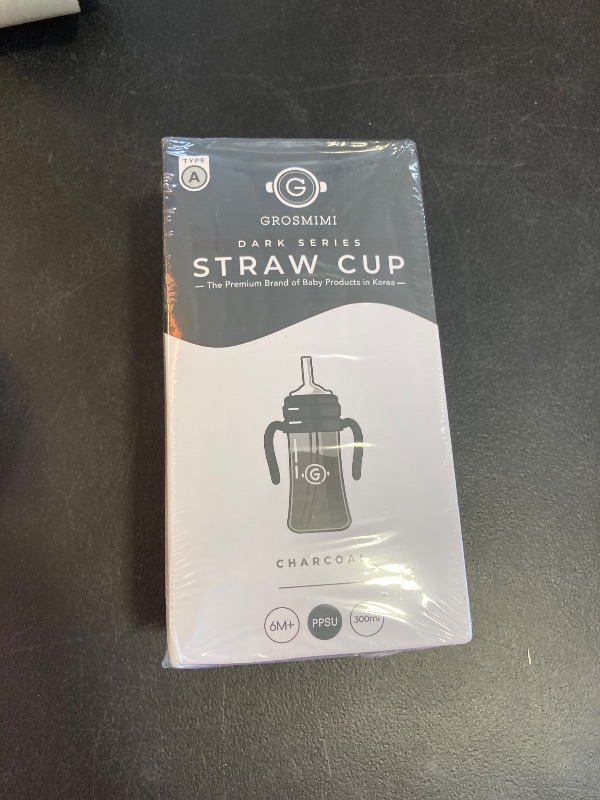 TYPE
A
G
GROSMIMI
DARK SERIES
STRAW CUP
— The Premium Brand of Baby Products in Korea —
G
CHARCOAL
6M+
PPSU
300ml